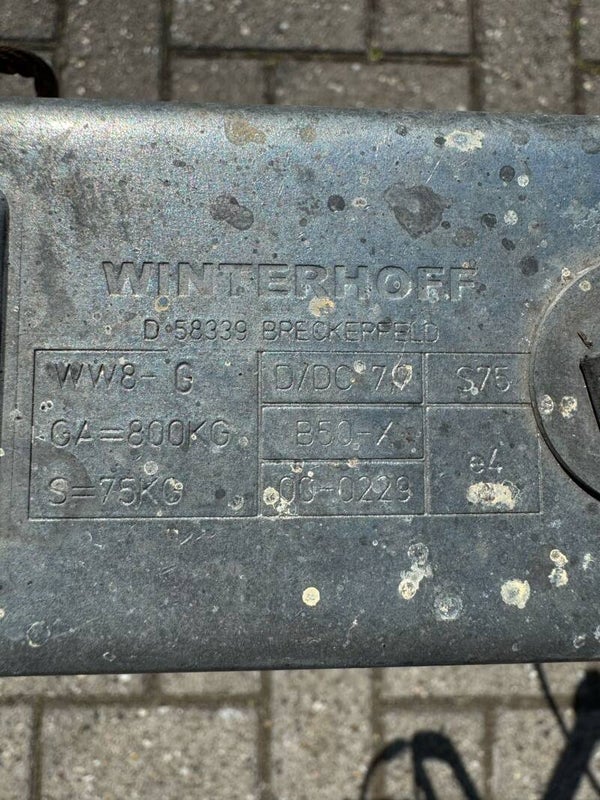 WINTERHOFF
D-58339 BRECKERFELD
WW8- G D/DC 7,9 S75
GA=800KG B50-X
e4
S=75KG 00-0229